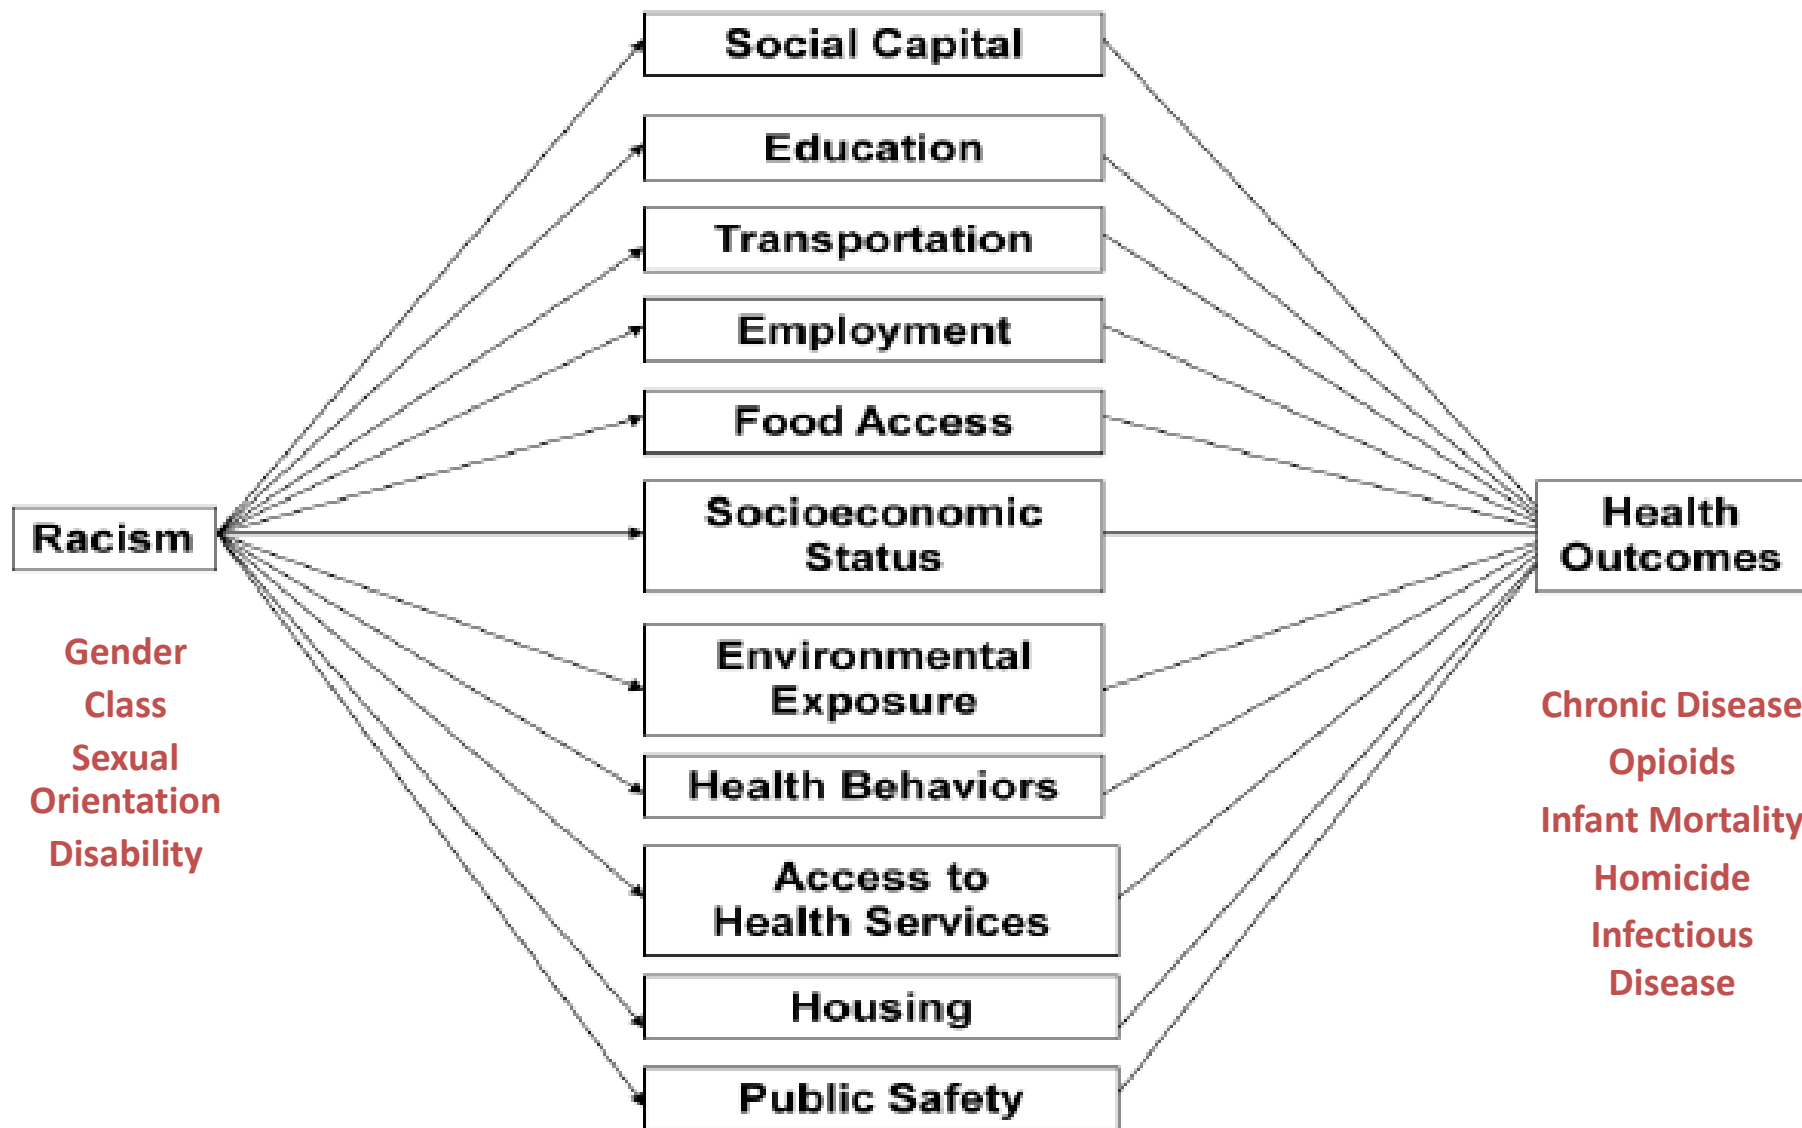 Social Capital
Education
Transportation
Employment
Food Access
Socioeconomic
Status
Environmental
Exposure
Health Behaviors
Access to
Health Services
Housing
Public Safety
Racism
Gender
Class
Sexual
Orientation
Disability
Health
Outcomes
Chronic Disease
Opioids
Infant Mortality
Homicide
Infectious
Disease